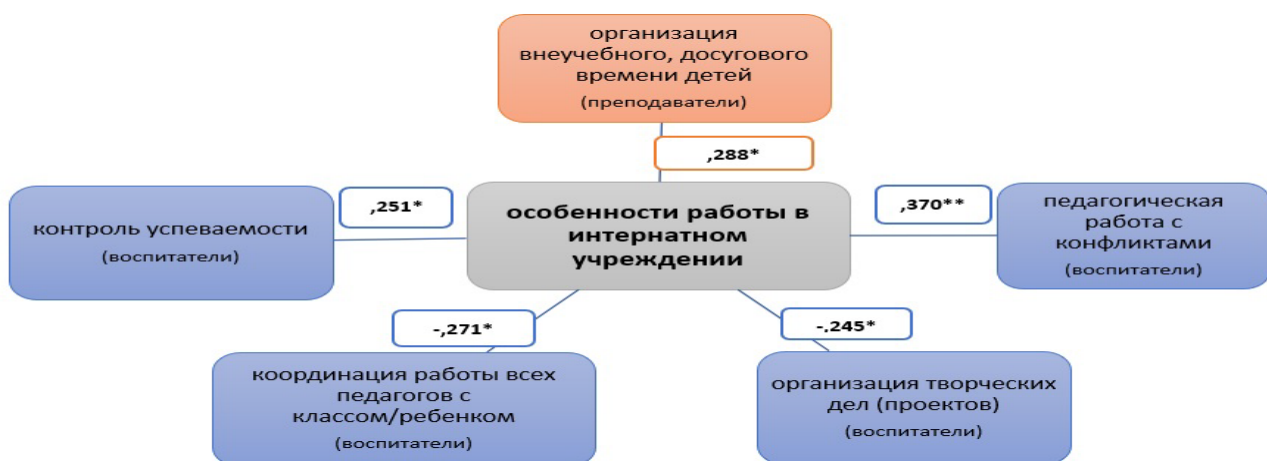 организация
внеучебного, досугового
времени детей
(преподаватели)
,288*
контроль успеваемости
(воспитатели)
,251*
особенности работы в
интернатном
учреждении
,370**
педагогическая
работа с
конфликтами
(воспитатели)
-,271*
-,245*
координация работы всех
педагогов с
классом/ребенком
(воспитатели)
организация творческих
дел (проектов)
(воспитатели)